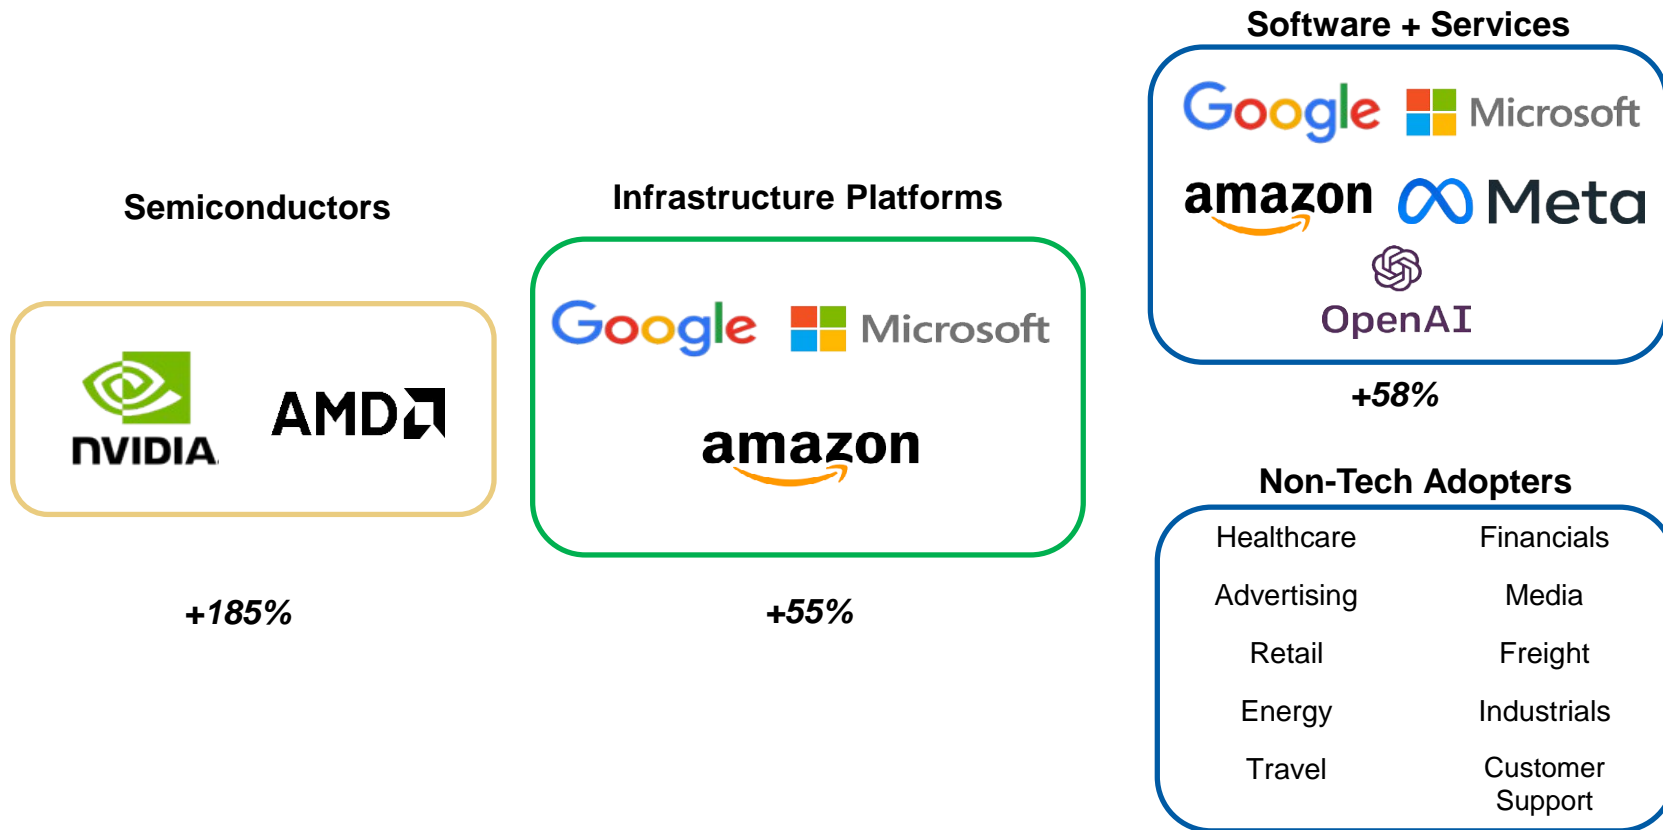 Semiconductors
NVIDIA
AMD
+185%
Infrastructure Platforms
Google Microsoft
amazon
+55%
Software + Services
Google Microsoft
amazon Meta
OpenAI
+58%
Non-Tech Adopters
Healthcare Financials
Advertising Media
Retail Freight
Energy Industrials
Travel Customer
Support